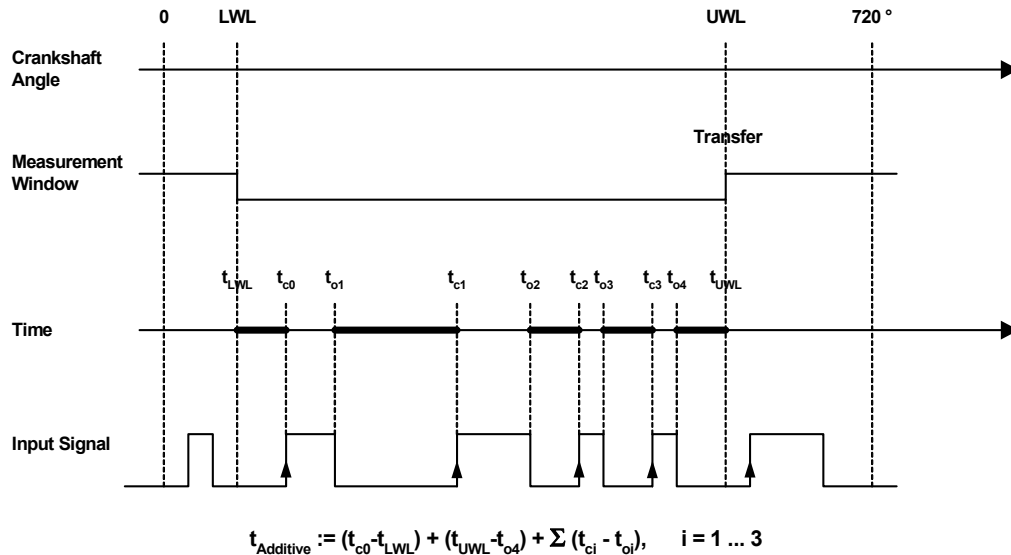 0 LWL UWL 720 °
Crankshaft
Angle
Transfer
Measurement
Window
tLWL tc0 to1 tc1 to2 tc2 to3 tc3 to4 tUWL
Time
Input Signal
tAdditive := (tc0-tLWL) + (tUWL-to4) + Σ (tci - toi), i = 1 ... 3